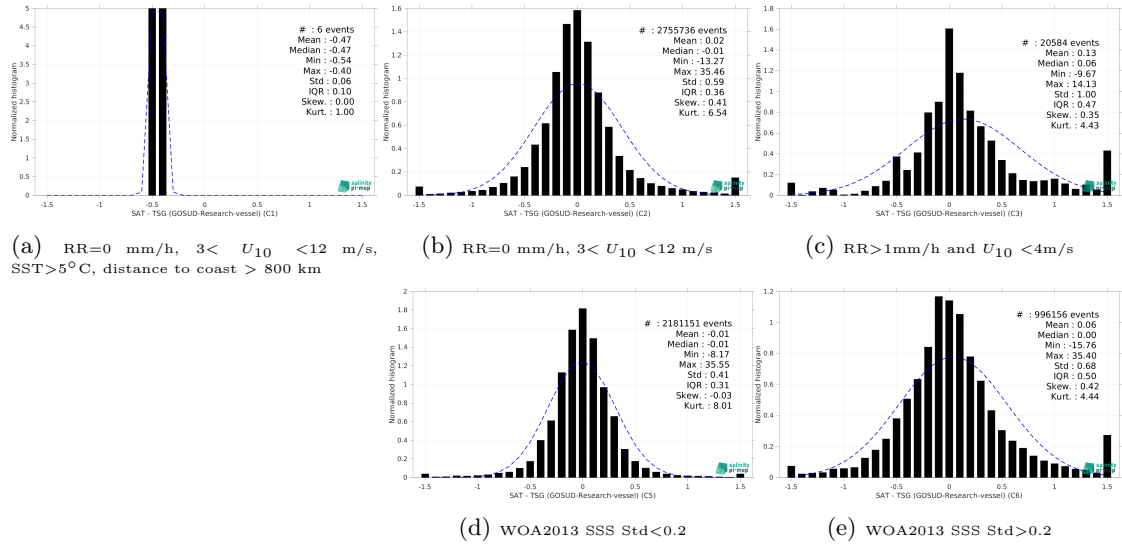 5
4.5
4
3.5
3
2.5
2
1.5
1
0.5
0
Normalized histogram
# : 6 events
Mean : -0.47
Median : -0.47
Min : -0.54
Max : -0.40
Std : 0.06
IQR : 0.10
Skew. : 0.00
Kurt. : 1.00
salinity
pi-mep
-1.5 -1 -0.5 0 0.5 1 1.5
SAT - TSG (GOSUD-Research-vessel) (C1)
(a) RR=0 mm/h, 3< U10 <12 m/s,
SST>5°C, distance to coast > 800 km
1.6
1.4
1.2
1
0.8
0.6
0.4
0.2
0
Normalized histogram
# : 2755736 events
Mean : 0.02
Median : -0.01
Min : -13.27
Max : 35.46
Std : 0.59
IQR : 0.36
Skew. : 0.41
Kurt. : 6.54
salinity
pi-mep
-1.5 -1 -0.5 0 0.5 1 1.5
SAT - TSG (GOSUD-Research-vessel) (C2)
(b) RR=0 mm/h, 3< U10 <12 m/s
1.8
1.6
1.4
1.2
1
0.8
0.6
0.4
0.2
0
Normalized histogram
# : 20584 events
Mean : 0.13
Median : 0.06
Min : -9.67
Max : 14.13
Std : 1.00
IQR : 0.47
Skew. : 0.35
Kurt. : 4.43
salinity
pi-mep
-1.5 -1 -0.5 0 0.5 1 1.5
SAT - TSG (GOSUD-Research-vessel) (C3)
(c) RR>1mm/h and U10 <4m/s
2
1.8
1.6
1.4
1.2
1
0.8
0.6
0.4
0.2
0
Normalized histogram
# : 2181151 events
Mean : -0.01
Median : -0.01
Min : -8.17
Max : 35.55
Std : 0.41
IQR : 0.31
Skew. : -0.03
Kurt. : 8.01
salinity
pi-mep
-1.5 -1 -0.5 0 0.5 1 1.5
SAT - TSG (GOSUD-Research-vessel) (C5)
(d) WOA2013 SSS Std<0.2
1.2
1
0.8
0.6
0.4
0.2
0
Normalized histogram
# : 996156 events
Mean : 0.06
Median : 0.00
Min : -15.76
Max : 35.40
Std : 0.68
IQR : 0.50
Skew. : 0.42
Kurt. : 4.44
salinity
pi-mep
-1.5 -1 -0.5 0 0.5 1 1.5
SAT - TSG (GOSUD-Research-vessel) (C6)
(e) WOA2013 SSS Std>0.2